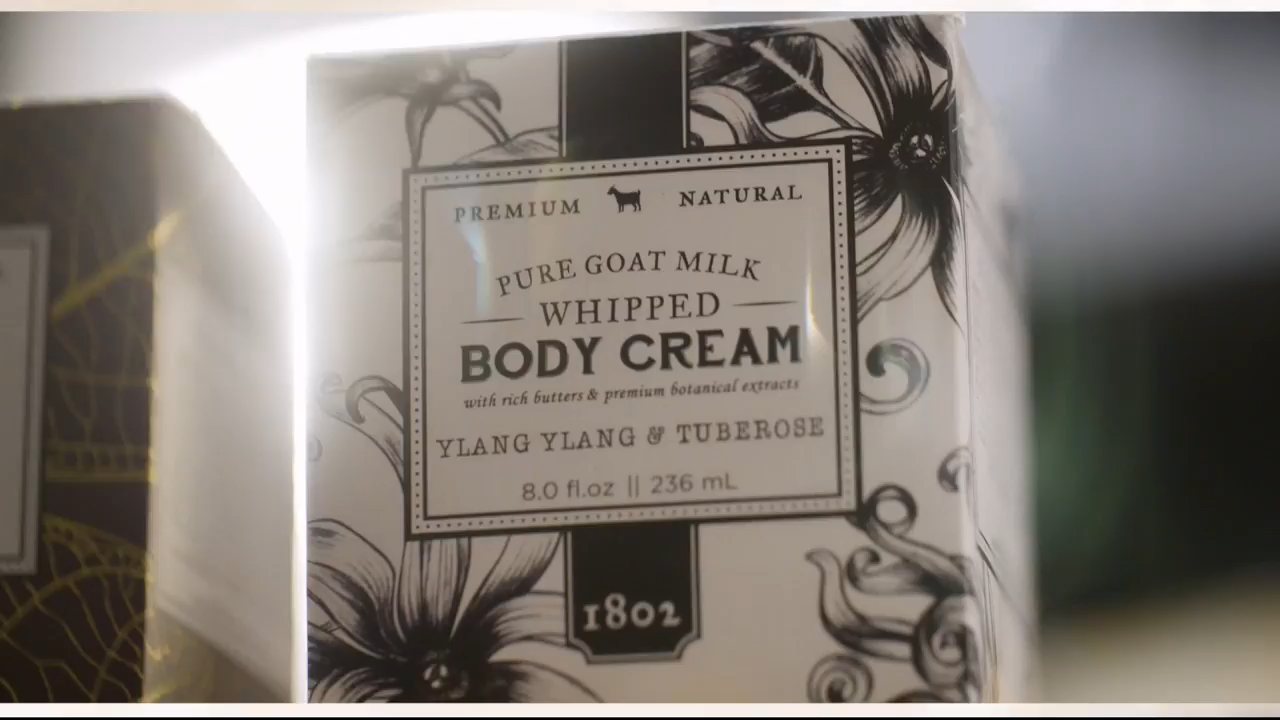 PREMIUM NATURAL
PURE GOAT MILK
WHIPPED
BODY CREAM
with rich butters & premium botanical extracts
YLANG YLANG & TUBEROSE
8.0 fl.oz || 236 mL
1802